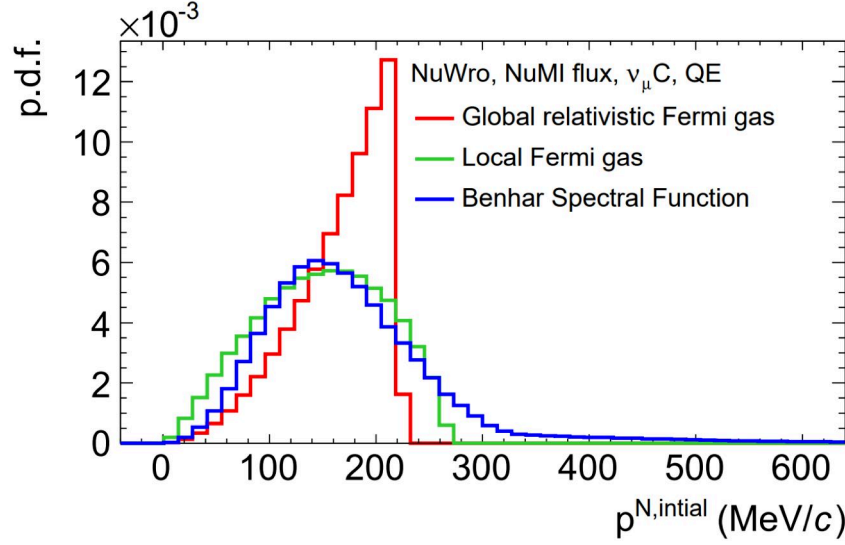 ×10⁻³
p.d.f.
NuWro, NuMI flux, ν_μC, QE
Global relativistic Fermi gas
Local Fermi gas
Benhar Spectral Function
12
10
8
6
4
2
0
0 100 200 300 400 500 600
p^N,intial (MeV/c)